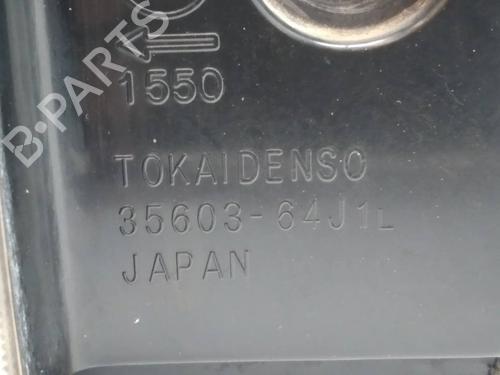 1550
TOKAIDENSO
35603-64J1L
JAPAN
B-PARTS